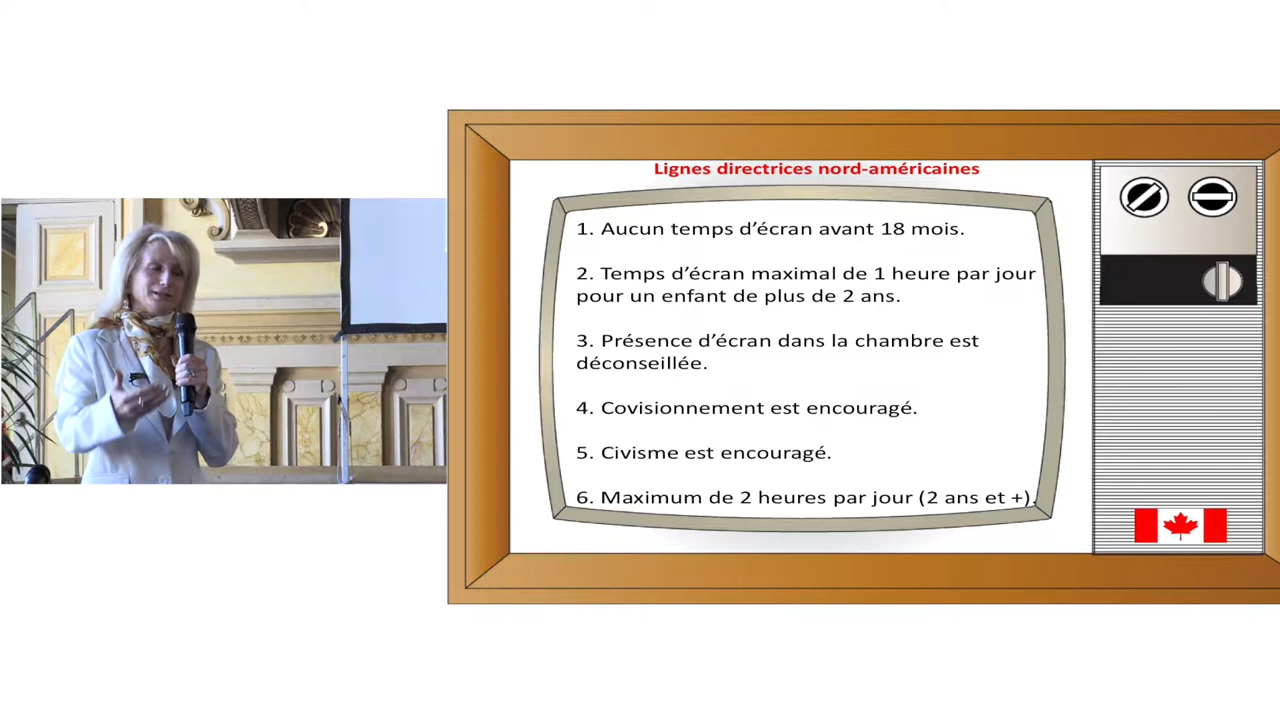 Lignes directrices nord-américaines
1. Aucun temps d’écran avant 18 mois.
2. Temps d’écran maximal de 1 heure par jour
pour un enfant de plus de 2 ans.
3. Présence d’écran dans la chambre est
déconseillée.
4. Covisionnement est encouragé.
5. Civisme est encouragé.
6. Maximum de 2 heures par jour (2 ans et +).